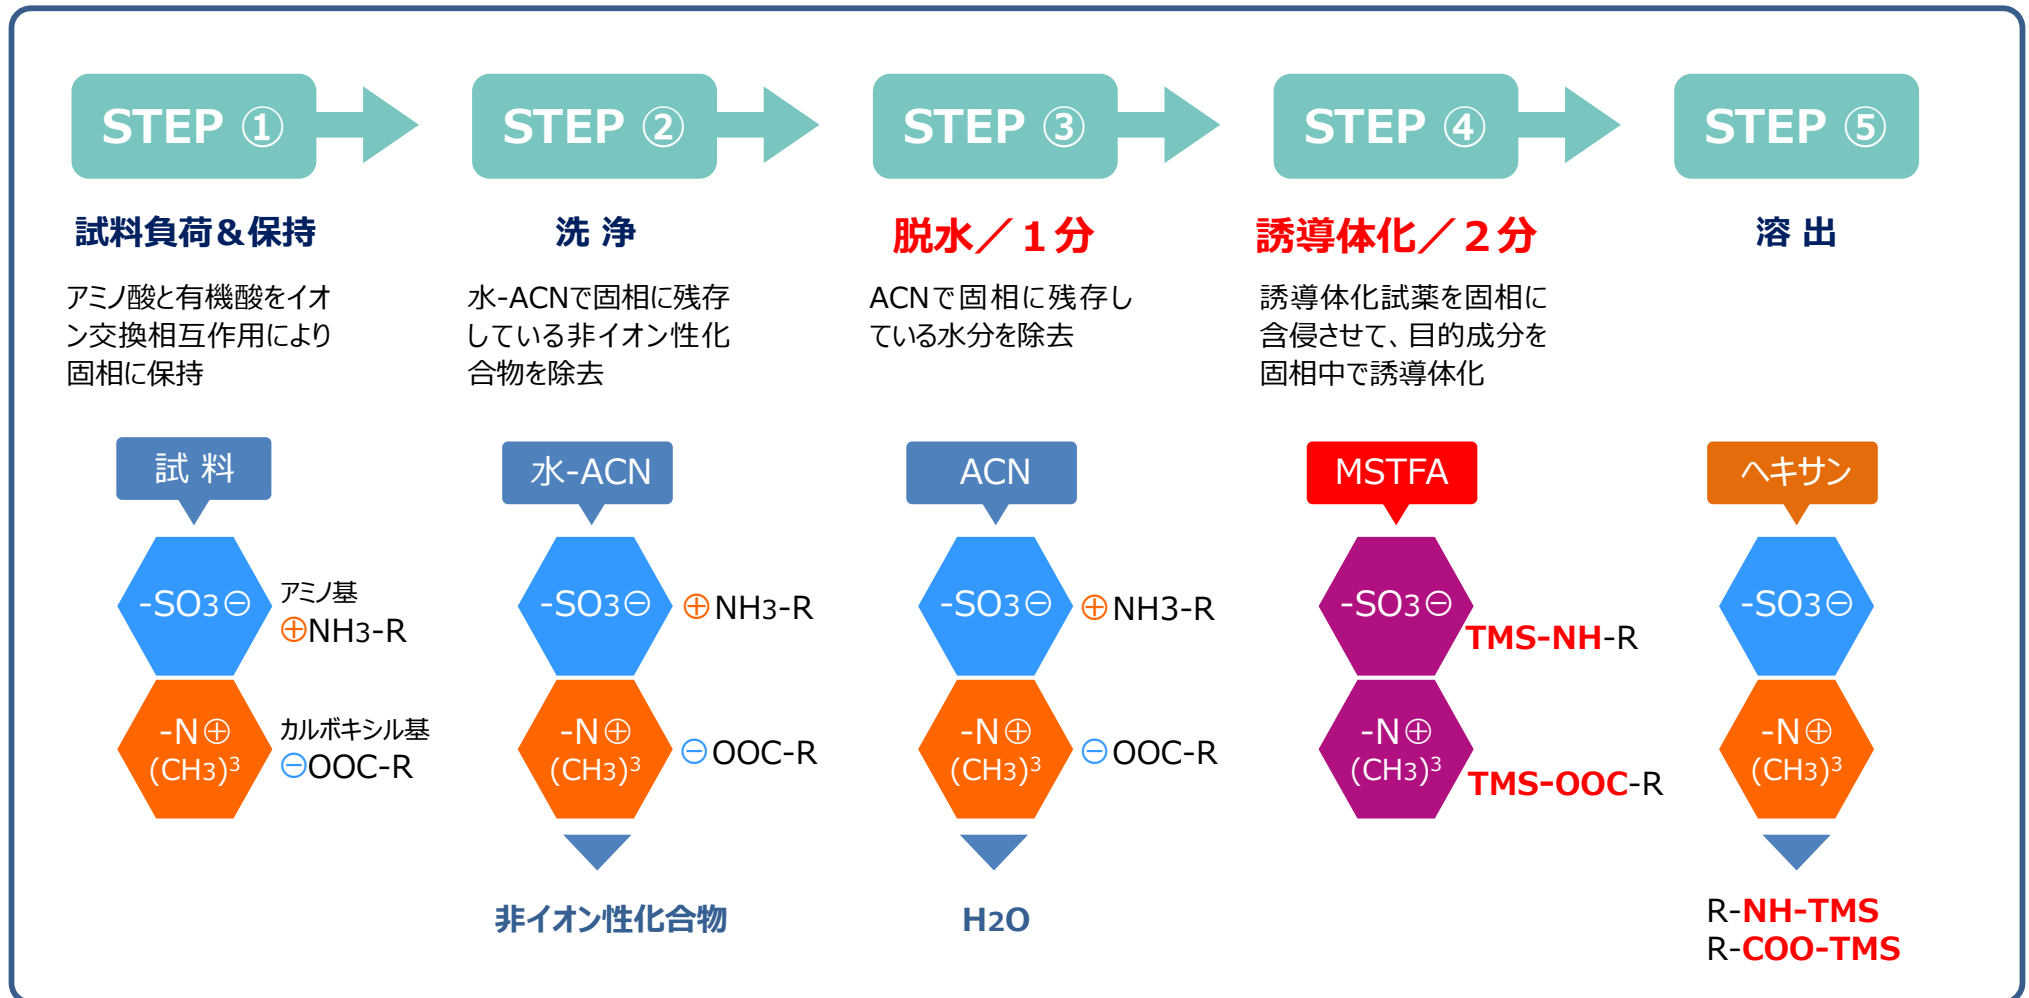 STEP ①
STEP ②
STEP ③
STEP ④
STEP ⑤
試料負荷&保持
洗 浄
脱水／１分
誘導体化／２分
溶 出
アミノ酸と有機酸をイオ
ン交換相互作用により
固相に保持
水-ACNで固相に残存
している非イオン性化
合物を除去
ACNで固相に残存し
ている水分を除去
誘導体化試薬を固相に
含侵させて、目的成分を
固相中で誘導体化
試 料
水-ACN
ACN
MSTFA
ヘキサン
-SO3⊖
アミノ基
⊕NH3-R
-N⊕
(CH3)³
カルボキシル基
⊖OOC-R
-SO3⊖
⊕NH3-R
-N⊕
(CH3)³
⊖OOC-R
非イオン性化合物
-SO3⊖
⊕NH3-R
-N⊕
(CH3)³
⊖OOC-R
H2O
-SO3⊖
TMS-NH-R
-N⊕
(CH3)³
TMS-OOC-R
-SO3⊖
-N⊕
(CH3)³
R-NH-TMS
R-COO-TMS